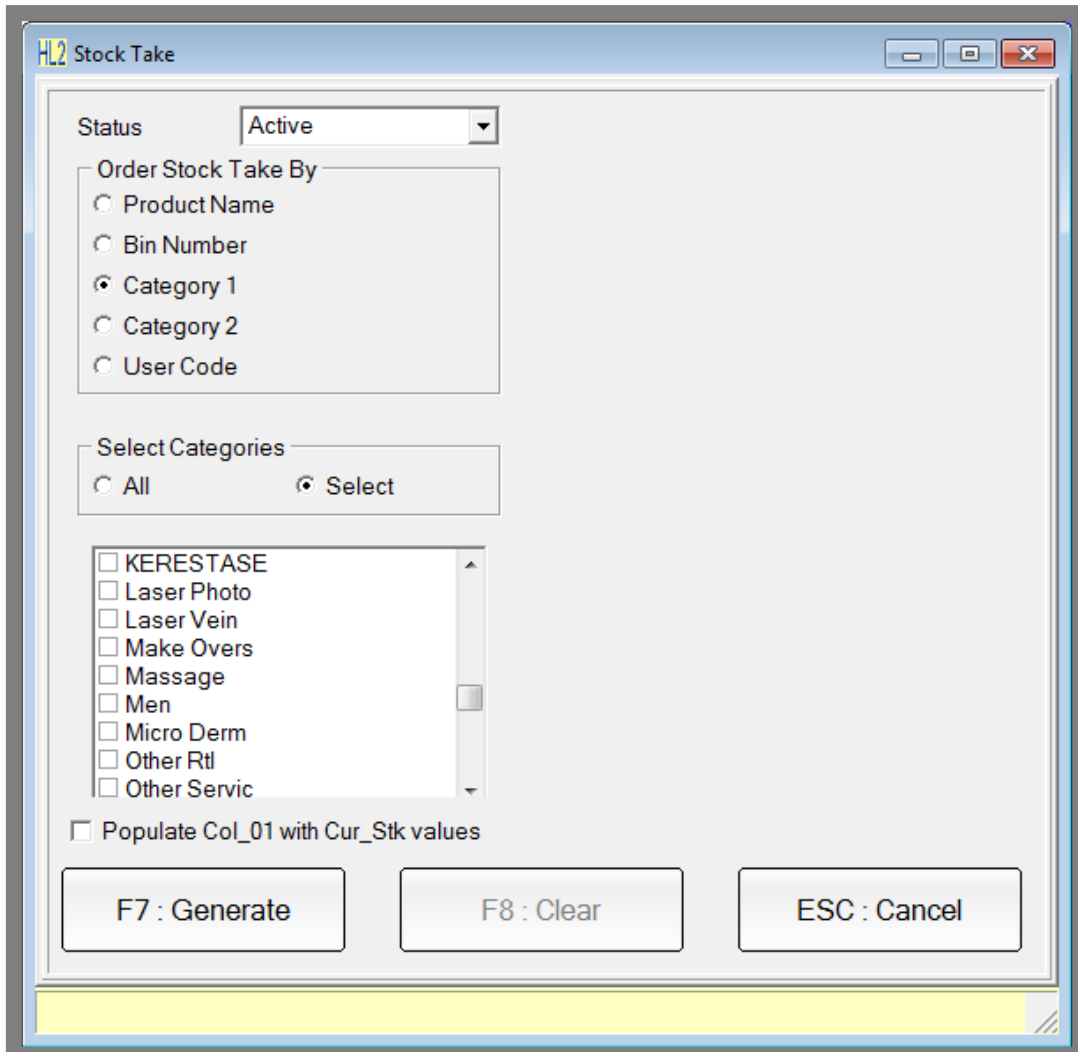 HL2 Stock Take
Status Active
Order Stock Take By
Product Name
Bin Number
Category 1
Category 2
User Code
Select Categories
All Select
KERESTASE
Laser Photo
Laser Vein
Make Overs
Massage
Men
Micro Derm
Other Rtl
Other Servic
Populate Col_01 with Cur_Stk values
F7 : Generate F8 : Clear ESC : Cancel